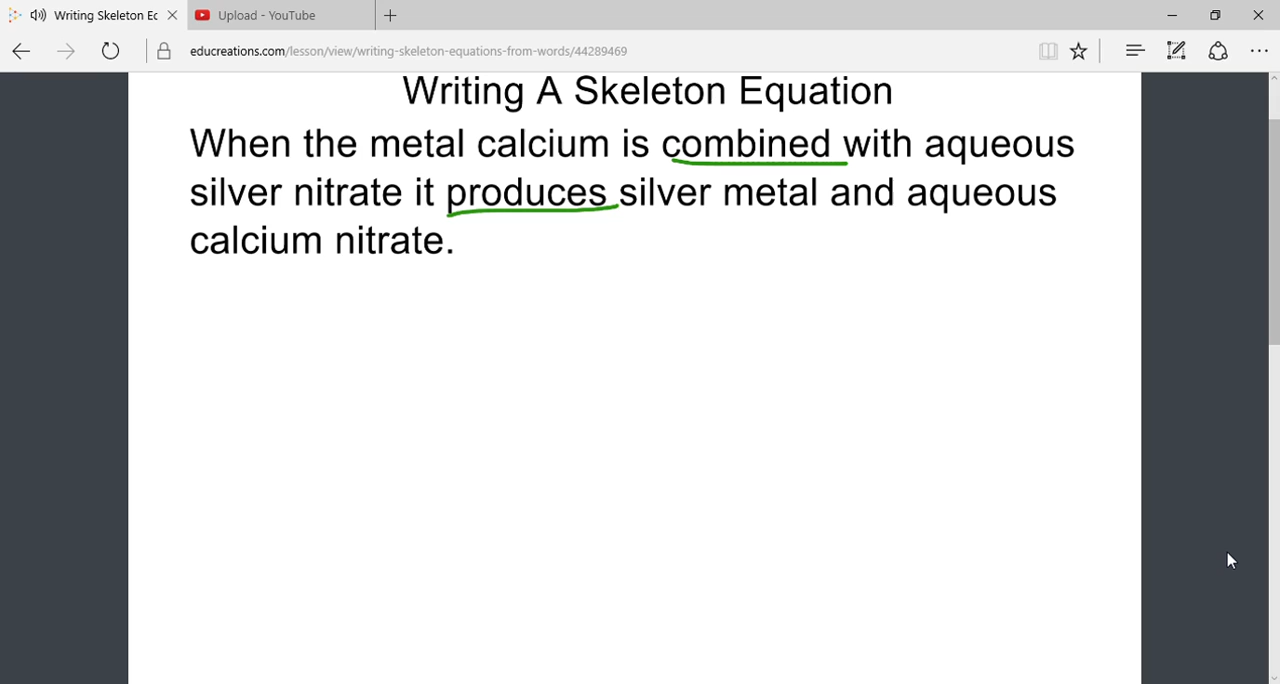 Writing Skeleton Ec
Upload - YouTube
educreations.com/lesson/view/writing-skeleton-equations-from-words/44289469
Writing A Skeleton Equation
When the metal calcium is combined with aqueous
silver nitrate it produces silver metal and aqueous
calcium nitrate.